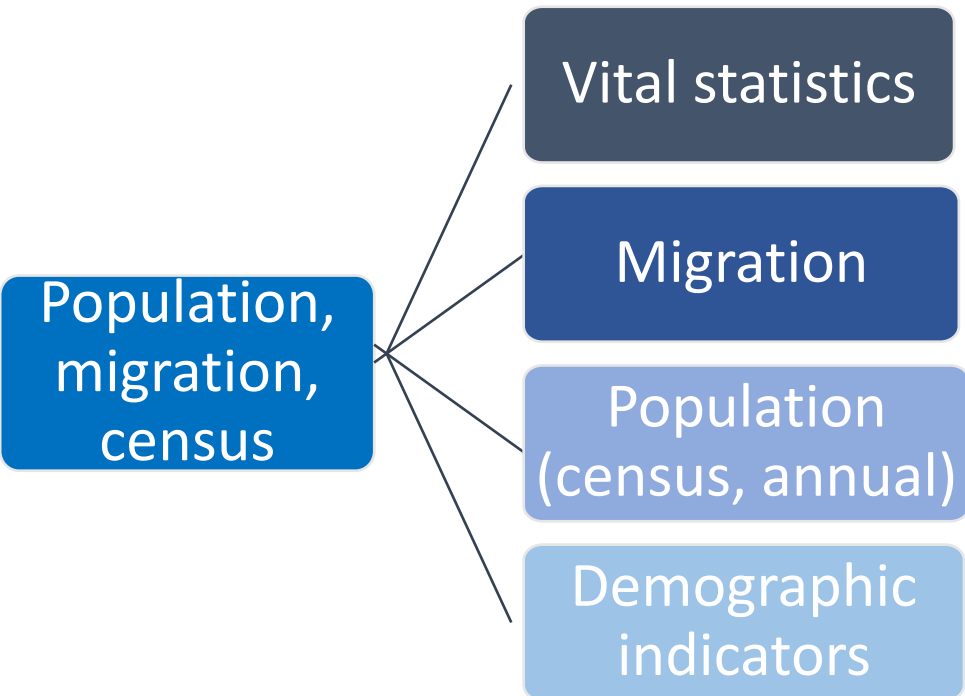 Population,
migration,
census
Vital statistics
Migration
Population
(census, annual)
Demographic
indicators